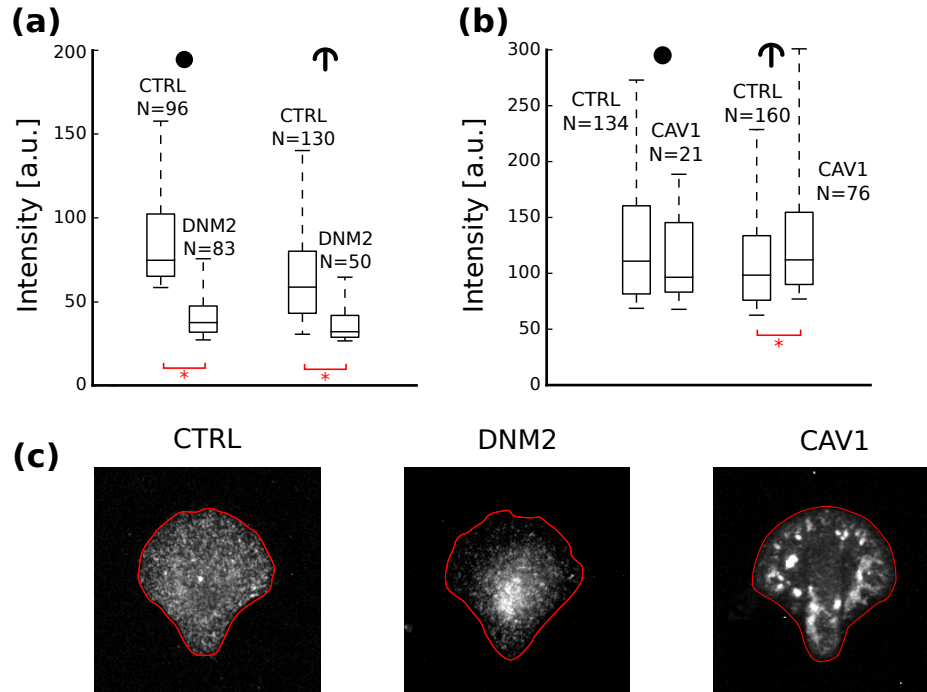 (a)
Intensity [a.u.]
200
150
100
50
0
CTRL
N=96
DNM2
N=83
CTRL
N=130
DNM2
N=50
*
*
(b)
Intensity [a.u.]
300
250
200
150
100
50
0
CTRL
N=134
CAV1
N=21
CTRL
N=160
CAV1
N=76
*
(c)
CTRL
DNM2
CAV1